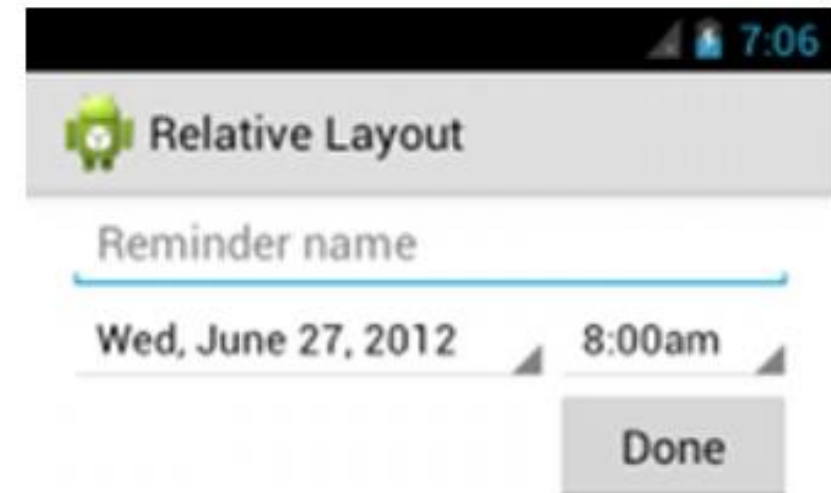 7:06
Relative Layout
Reminder name
Wed, June 27, 2012 8:00am
Done